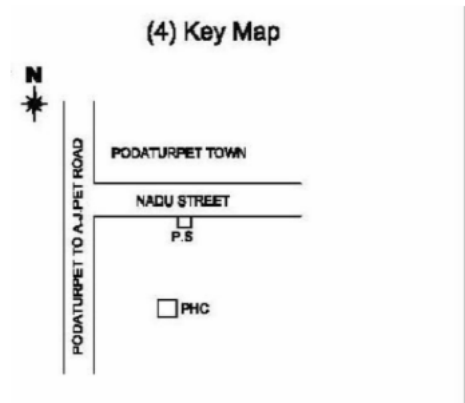 (4) Key Map
N
PODATURPET TOWN
NADU STREET
P.S
PODATURPET TO A.J.PET ROAD
PHC